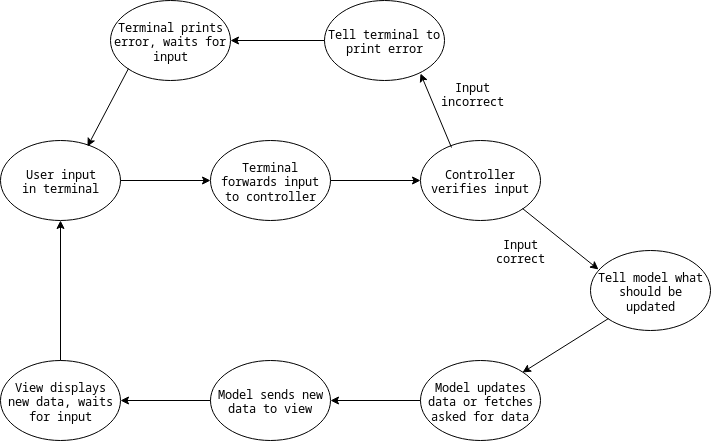 Terminal prints
error, waits for
input
Tell terminal to
print error
Input
incorrect
User input
in terminal
Terminal
forwards input
to controller
Controller
verifies input
Input
correct
Tell model what
should be
updated
View displays
new data, waits
for input
Model sends new
data to view
Model updates
data or fetches
asked for data